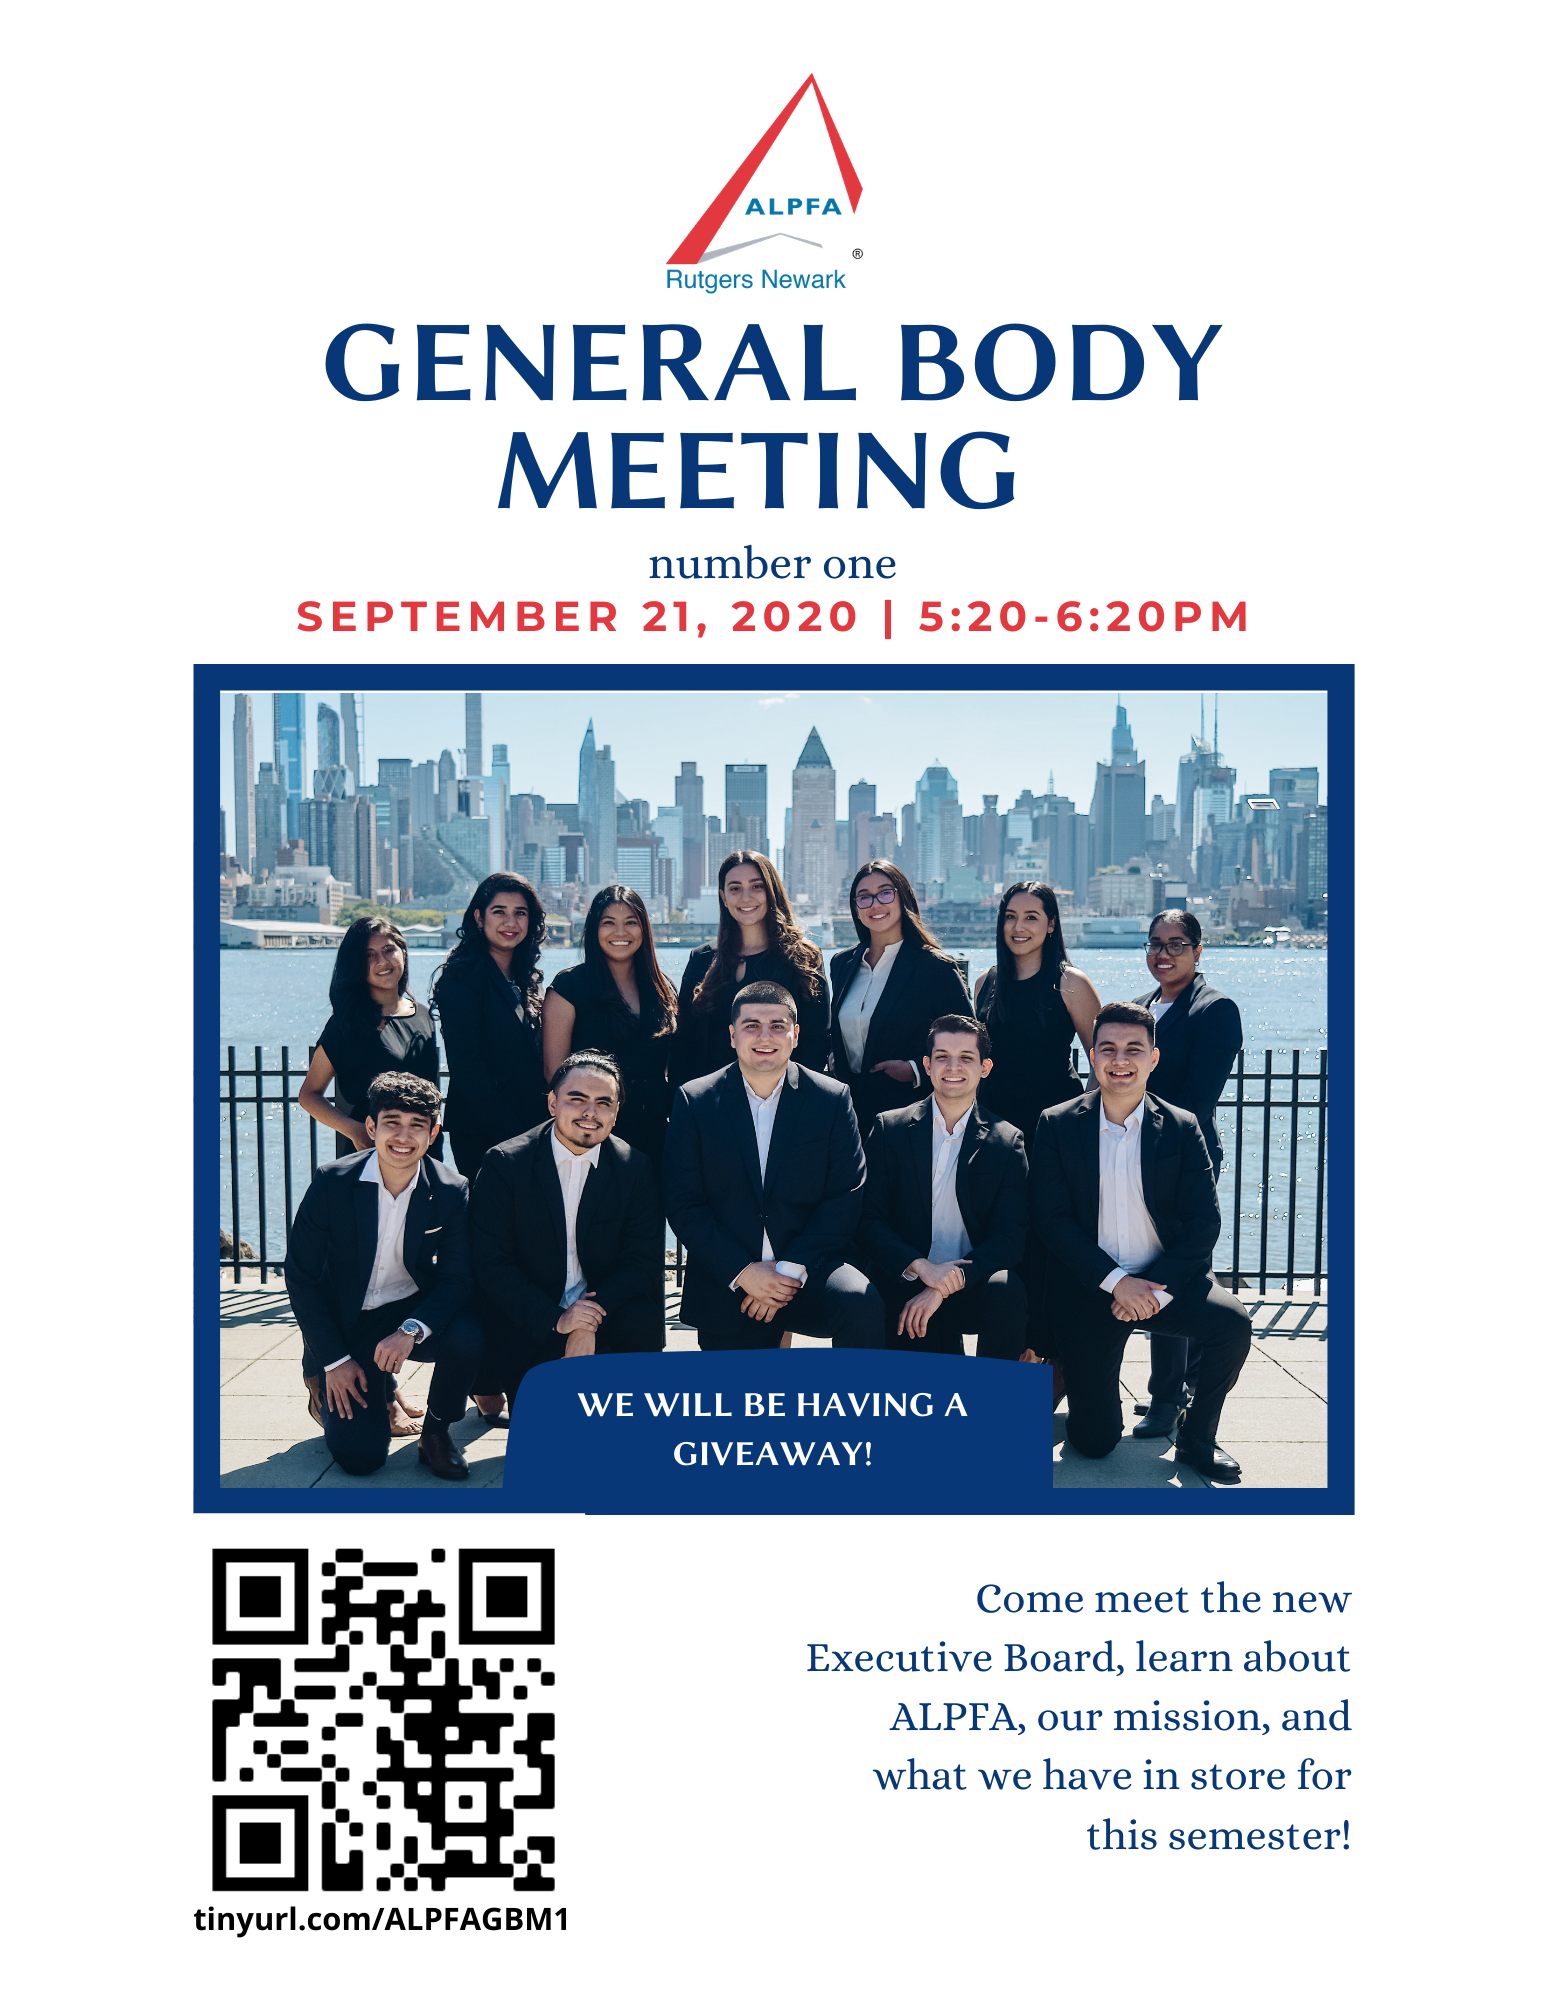 ALPFA
®
Rutgers Newark
GENERAL BODY
MEETING
number one
SEPTEMBER 21, 2020 | 5:20-6:20PM
WE WILL BE HAVING A
GIVEAWAY!
Come meet the new
Executive Board, learn about
ALPFA, our mission, and
what we have in store for
this semester!
tinyurl.com/ALPFAGBM1